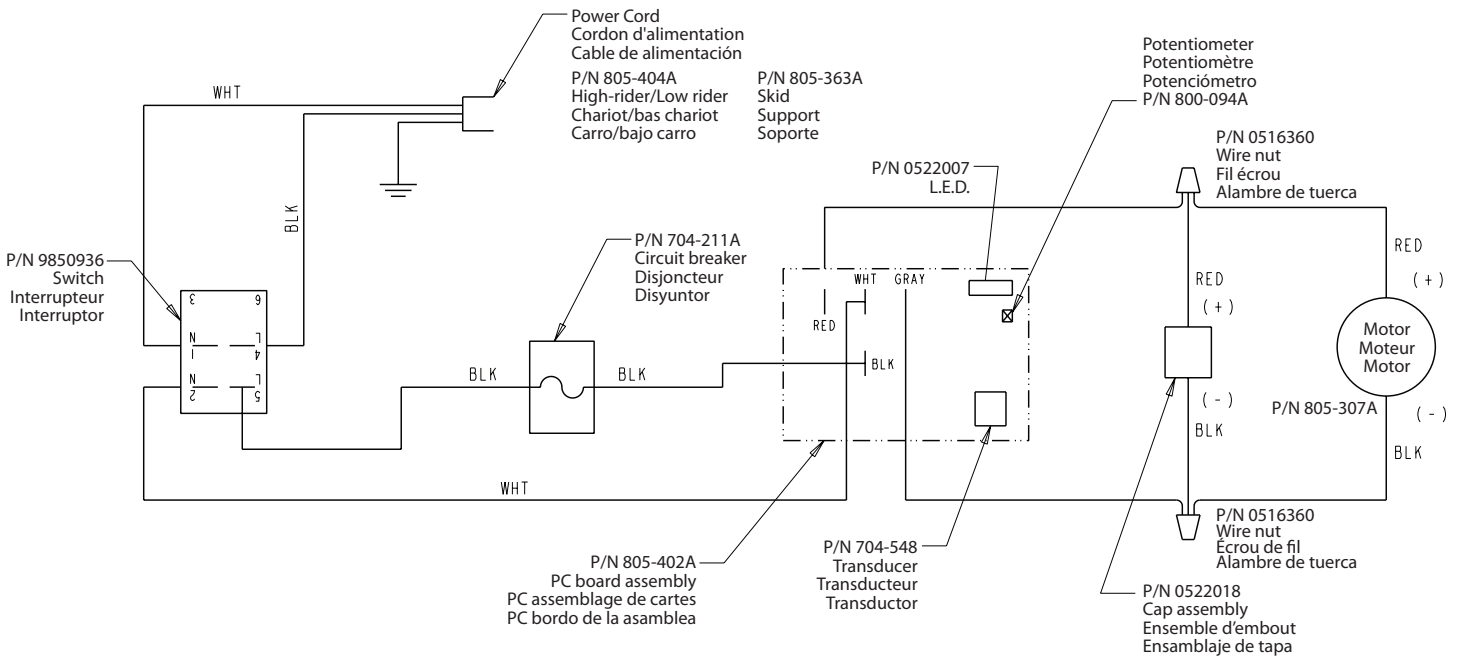 Power Cord
Cordon d'alimentation
Cable de alimentación
P/N 805-404A
High-rider/Low rider
Chariot/bas chariot
Carro/bajo carro
P/N 805-363A
Skid
Support
Soporte
Potentiometer
Potentiomètre
Potenciómetro
P/N 800-094A
WHT
BLK
P/N 0522007
L.E.D.
P/N 0516360
Wire nut
Fil écrou
Alambre de tuerca
P/N 9850936
Switch
Interrupteur
Interruptor
3
6
N
L
1
4
N
L
2
5
P/N 704-211A
Circuit breaker
Disjoncteur
Disyuntor
BLK
BLK
WHT
GRAY
RED
BLK
RED
(+)
(-)
BLK
RED
(+)
Motor
Moteur
Motor
P/N 805-307A
(-)
BLK
WHT
P/N 805-402A
PC board assembly
PC assemblage de cartes
PC bordo de la asamblea
P/N 704-548
Transducer
Transducteur
Transductor
P/N 0516360
Wire nut
Écrou de fil
Alambre de tuerca
P/N 0522018
Cap assembly
Ensemble d'embout
Ensamblaje de tapa